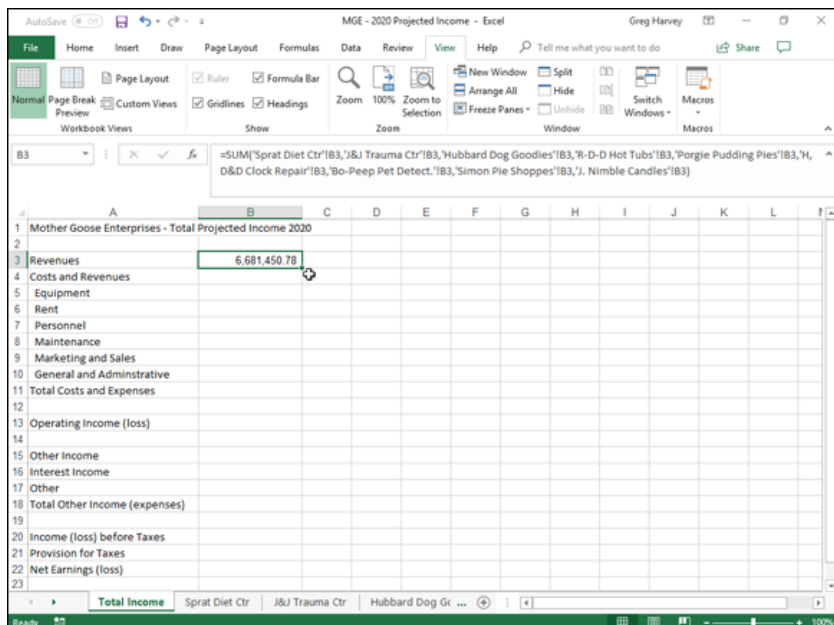 AutoSave Off MGE - 2020 Projected Income - Excel Greg Harvey
File Home Insert Draw Page Layout Formulas Data Review View Help Tell me what you want to do Share
Normal Page Break Preview Page Layout Custom Views
Workbook Views
Ruler Formula Bar
Gridlines Headings
Show
Zoom 100% Zoom to Selection
Zoom
New Window Split
Arrange All Hide
Freeze Panes Unhide
Switch Windows
Window
Macros
Macros
B3 fx =SUM('Sprat Diet Ctr'!B3,'J&J Trauma Ctr'!B3,'Hubbard Dog Goodies'!B3,'R-D-D Hot Tubs'!B3,'Porgie Pudding Pies'!B3,'H,
D&D Clock Repair'!B3,'Bo-Peep Pet Detect.'!B3,'Simon Pie Shoppes'!B3,'J. Nimble Candles'!B3)
A B C D E F G H I J K L
1 Mother Goose Enterprises - Total Projected Income 2020
2
3 Revenues 6,681,450.78
4 Costs and Revenues
5 Equipment
6 Rent
7 Personnel
8 Maintenance
9 Marketing and Sales
10 General and Adminstrative
11 Total Costs and Expenses
12
13 Operating Income (loss)
14
15 Other Income
16 Interest Income
17 Other
18 Total Other Income (expenses)
19
20 Income (loss) before Taxes
21 Provision for Taxes
22 Net Earnings (loss)
23
Total Income Sprat Diet Ctr J&J Trauma Ctr Hubbard Dog Gc ...
Ready 100%